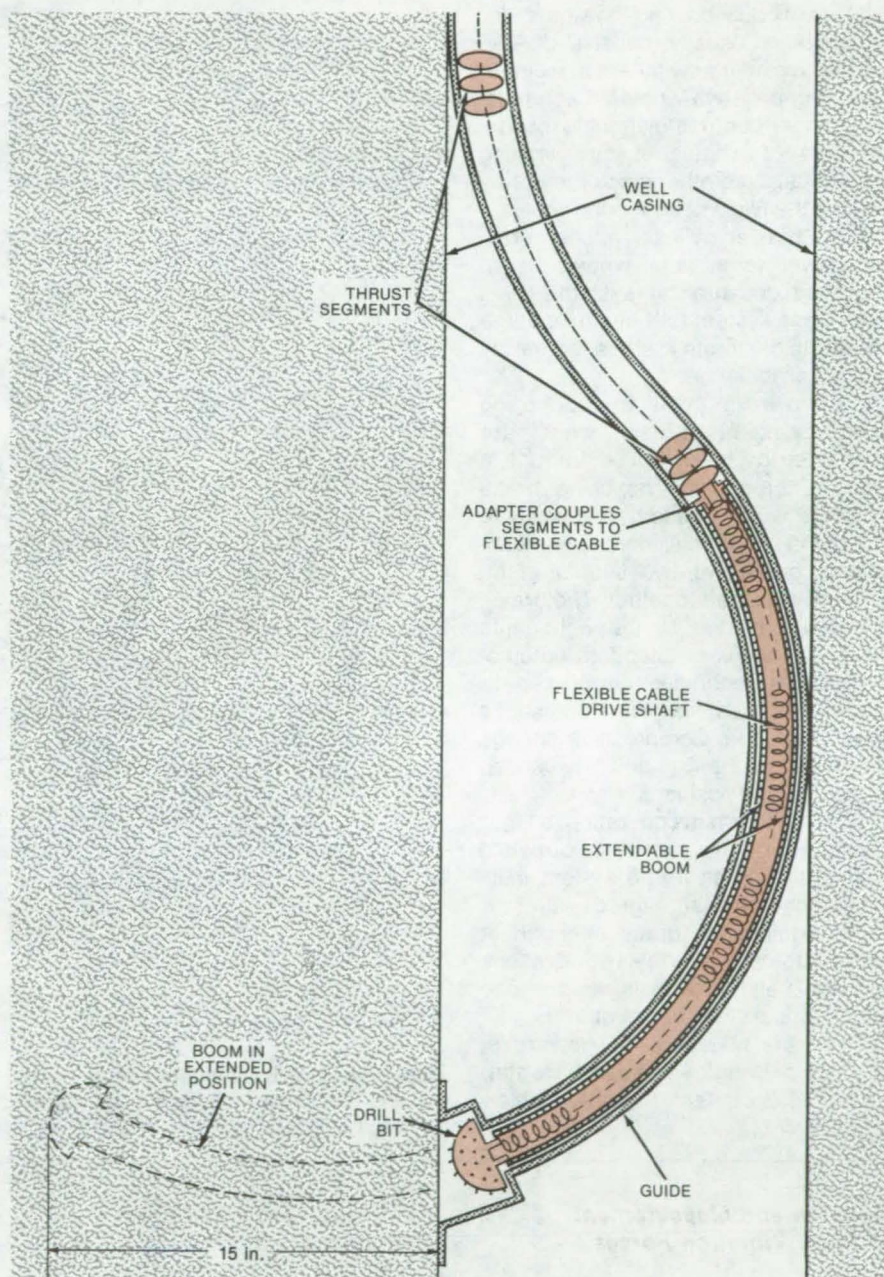 WELL
CASING
THRUST
SEGMENTS
ADAPTER COUPLES
SEGMENTS TO
FLEXIBLE CABLE
FLEXIBLE CABLE
DRIVE SHAFT
EXTENDABLE
BOOM
BOOM IN
EXTENDED
POSITION
DRILL
BIT
GUIDE
15 in.